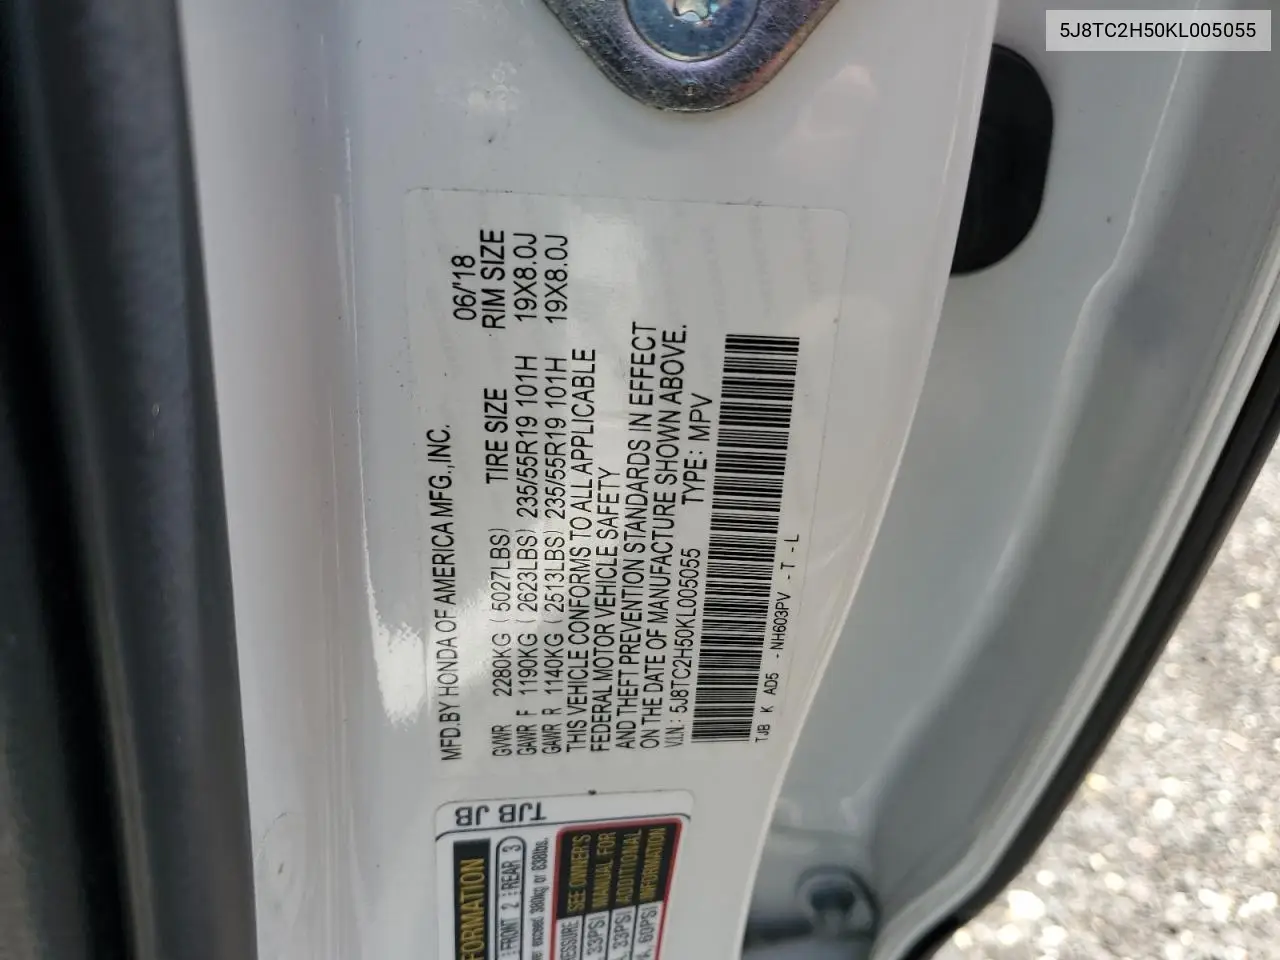 5J8TC2H50KL005055
MFD. BY HONDA OF AMERICA MFG., INC. 06/'18
GVWR 2280KG (5027LBS) TIRE SIZE RIM SIZE
GAWR F 1190KG (2623LBS) 235/55R19 101H 19X8.0J
GAWR R 1140KG (2513LBS) 235/55R19 101H 19X8.0J
THIS VEHICLE CONFORMS TO ALL APPLICABLE
FEDERAL MOTOR VEHICLE SAFETY
AND THEFT PREVENTION STANDARDS IN EFFECT
ON THE DATE OF MANUFACTURE SHOWN ABOVE.
V.I.N.: 5J8TC2H50KL005055 TYPE: MPV
TJB K AD5 -NH603PV -T -L
TJB JB
FORMATION
FRONT 2 REAR 3
exceed 380kg or 838lbs.
SEE OWNER'S
MANUAL FOR
ADDITIONAL
INFORMATION
33PSI
33PSI
60PSI